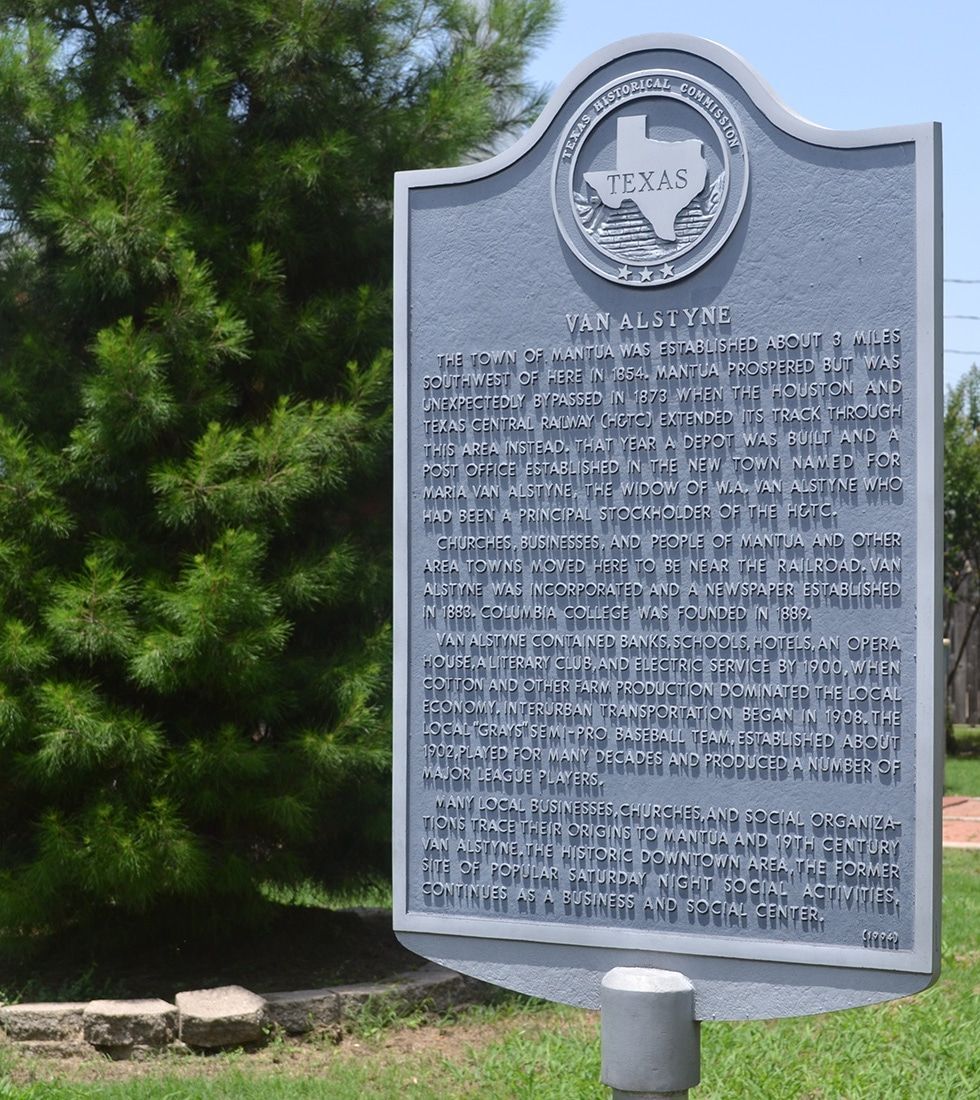 TEXAS HISTORICAL COMMISSION
TEXAS
VAN ALSTYNE
THE TOWN OF MANTUA WAS ESTABLISHED ABOUT 3 MILES
SOUTHWEST OF HERE IN 1854. MANTUA PROSPERED BUT WAS
UNEXPECTEDLY BYPASSED IN 1873 WHEN THE HOUSTON AND
TEXAS CENTRAL RAILWAY (H&TC) EXTENDED ITS TRACK THROUGH
THIS AREA INSTEAD. THAT YEAR A DEPOT WAS BUILT AND A
POST OFFICE ESTABLISHED IN THE NEW TOWN NAMED FOR
MARIA VAN ALSTYNE, THE WIDOW OF W.A. VAN ALSTYNE WHO
HAD BEEN A PRINCIPAL STOCKHOLDER OF THE H&TC.
CHURCHES, BUSINESSES, AND PEOPLE OF MANTUA AND OTHER
AREA TOWNS MOVED HERE TO BE NEAR THE RAILROAD. VAN
ALSTYNE WAS INCORPORATED AND A NEWSPAPER ESTABLISHED
IN 1883. COLUMBIA COLLEGE WAS FOUNDED IN 1889.
VAN ALSTYNE CONTAINED BANKS, SCHOOLS, HOTELS, AN OPERA
HOUSE, A LITERARY CLUB, AND ELECTRIC SERVICE BY 1900, WHEN
COTTON AND OTHER FARM PRODUCTION DOMINATED THE LOCAL
ECONOMY. INTERURBAN TRANSPORTATION BEGAN IN 1908. THE
LOCAL "GRAYS" SEMI-PRO BASEBALL TEAM, ESTABLISHED ABOUT
1902, PLAYED FOR MANY DECADES AND PRODUCED A NUMBER OF
MAJOR LEAGUE PLAYERS.
MANY LOCAL BUSINESSES, CHURCHES, AND SOCIAL ORGANIZA-
TIONS TRACE THEIR ORIGINS TO MANTUA AND 19TH CENTURY
VAN ALSTYNE. THE HISTORIC DOWNTOWN AREA, THE FORMER
SITE OF POPULAR SATURDAY NIGHT SOCIAL ACTIVITIES,
CONTINUES AS A BUSINESS AND SOCIAL CENTER.
(1996)